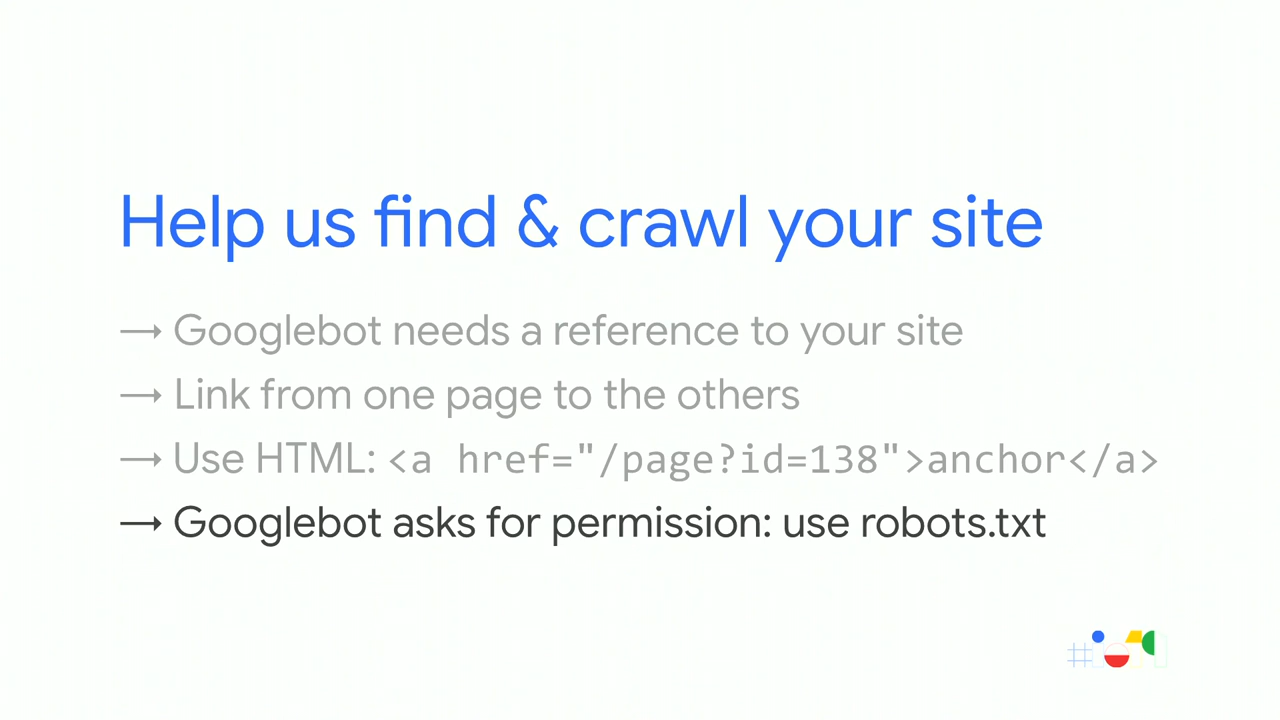 Help us find & crawl your site
→ Googlebot needs a reference to your site
→ Link from one page to the others
→ Use HTML: <a href="/page?id=138">anchor</a>
→ Googlebot asks for permission: use robots.txt